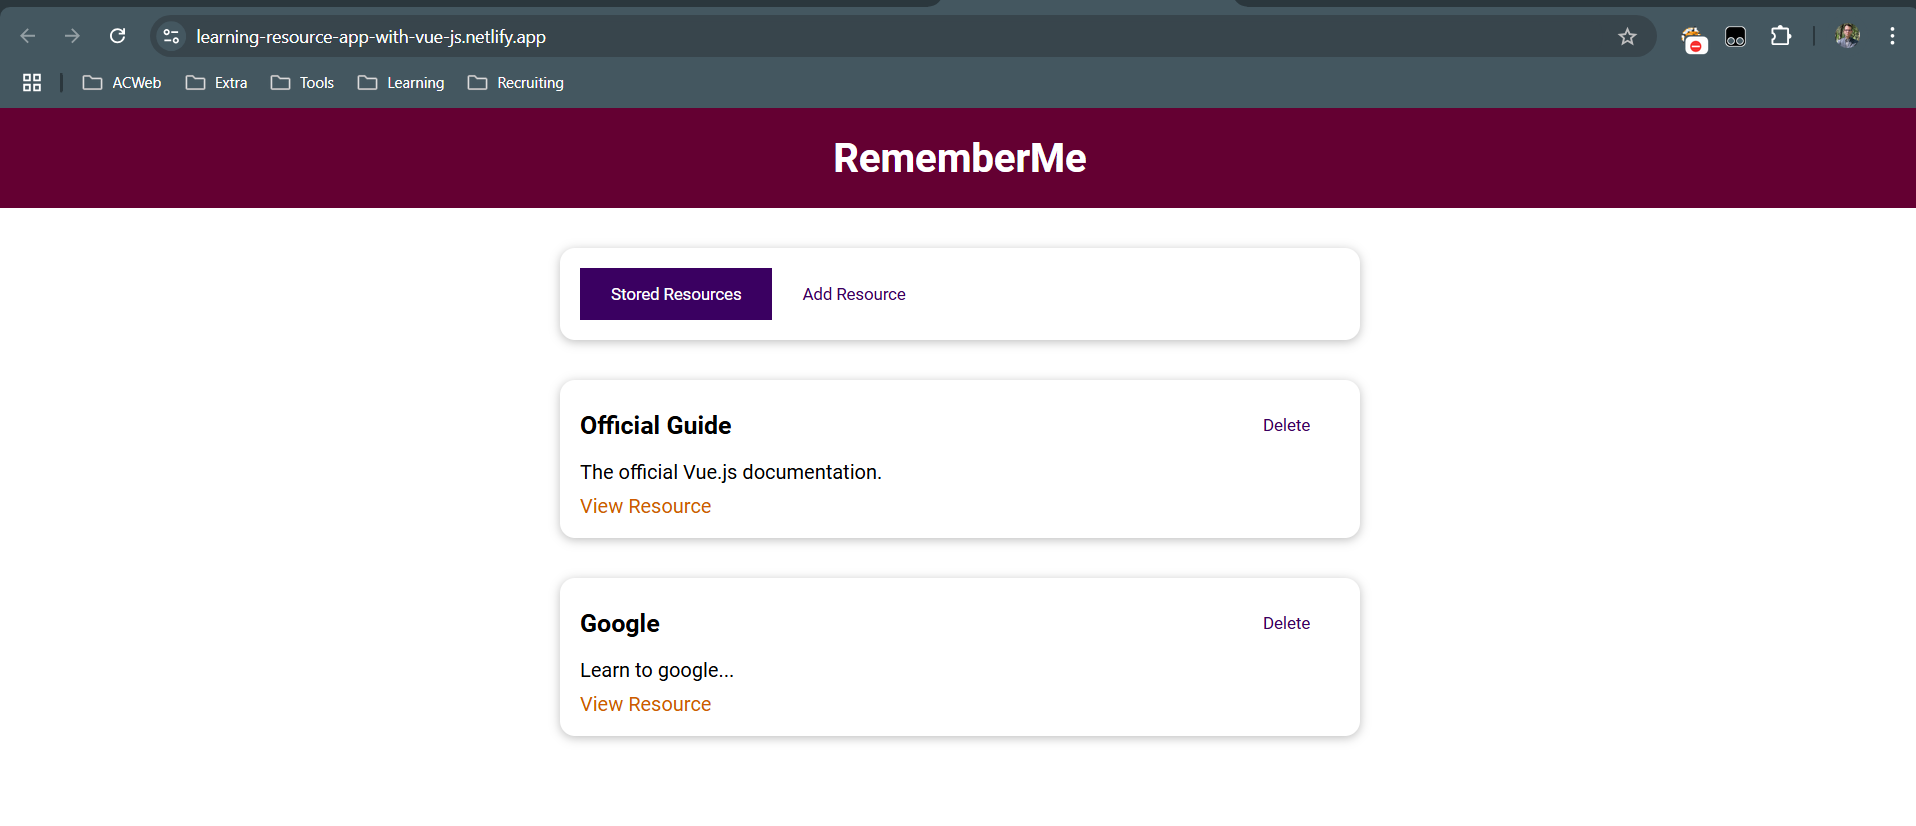 learning-resource-app-with-vue-js.netlify.app
ACWeb Extra Tools Learning Recruiting
RememberMe
Stored Resources Add Resource
Official Guide Delete
The official Vue.js documentation.
View Resource
Google Delete
Learn to google...
View Resource